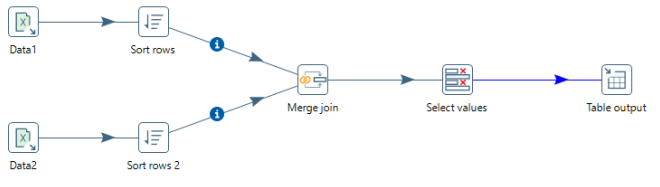 Data1
Sort rows
Merge join
Select values
Table output
Data2
Sort rows 2